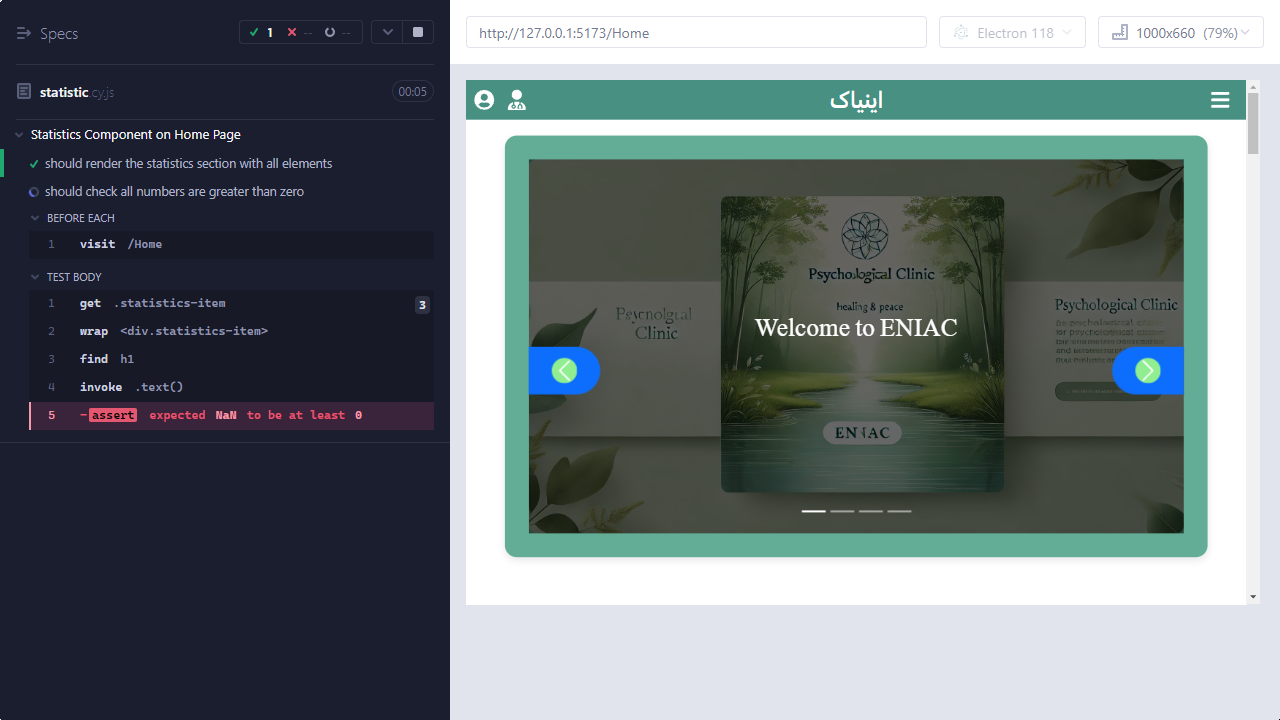 Specs
1 -- --
statistic.cy.js
00:05
Statistics Component on Home Page
should render the statistics section with all elements
should check all numbers are greater than zero
BEFORE EACH
1 visit /Home
TEST BODY
1 get .statistics-item 3
2 wrap <div.statistics-item>
3 find h1
4 invoke .text()
5 -assert expected NaN to be at least 0
http://127.0.0.1:5173/Home
Electron 118
1000x660 (79%)
اینیاک
Psychological Clinic
healing & peace
Welcome to ENIAC
ENIAC
Clinic
Psychological Clinic